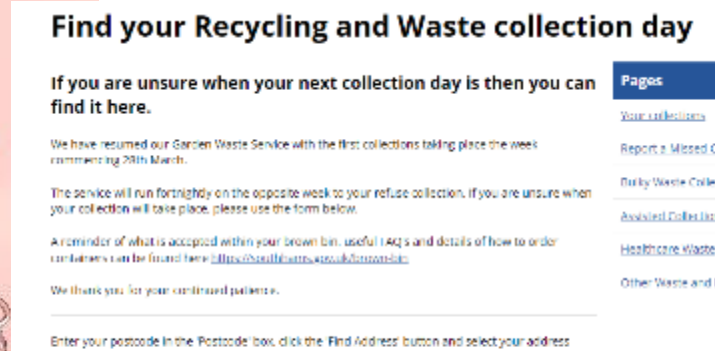 Find your Recycling and Waste collection day
If you are unsure when your next collection day is then you can
find it here.
We have resumed our Garden Waste Service with the first collections taking place the week
commencing 28th March.
The service will run fortnightly on the opposite week to your refuse collection. If you are unsure when
your collection will take place, please use the form below.
A reminder of what is accepted within your brown bin, useful FAQ's and details of how to order
containers can be found here https://southhams.gov.uk/brown-bin
We thank you for your continued patience.
Enter your postcode in the 'Postcode' box, click the 'Find Address' button and select your address
Pages
Your collections
Report a Missed C
Bulky Waste Colle
Assisted Collectio
Healthcare Waste
Other Waste and